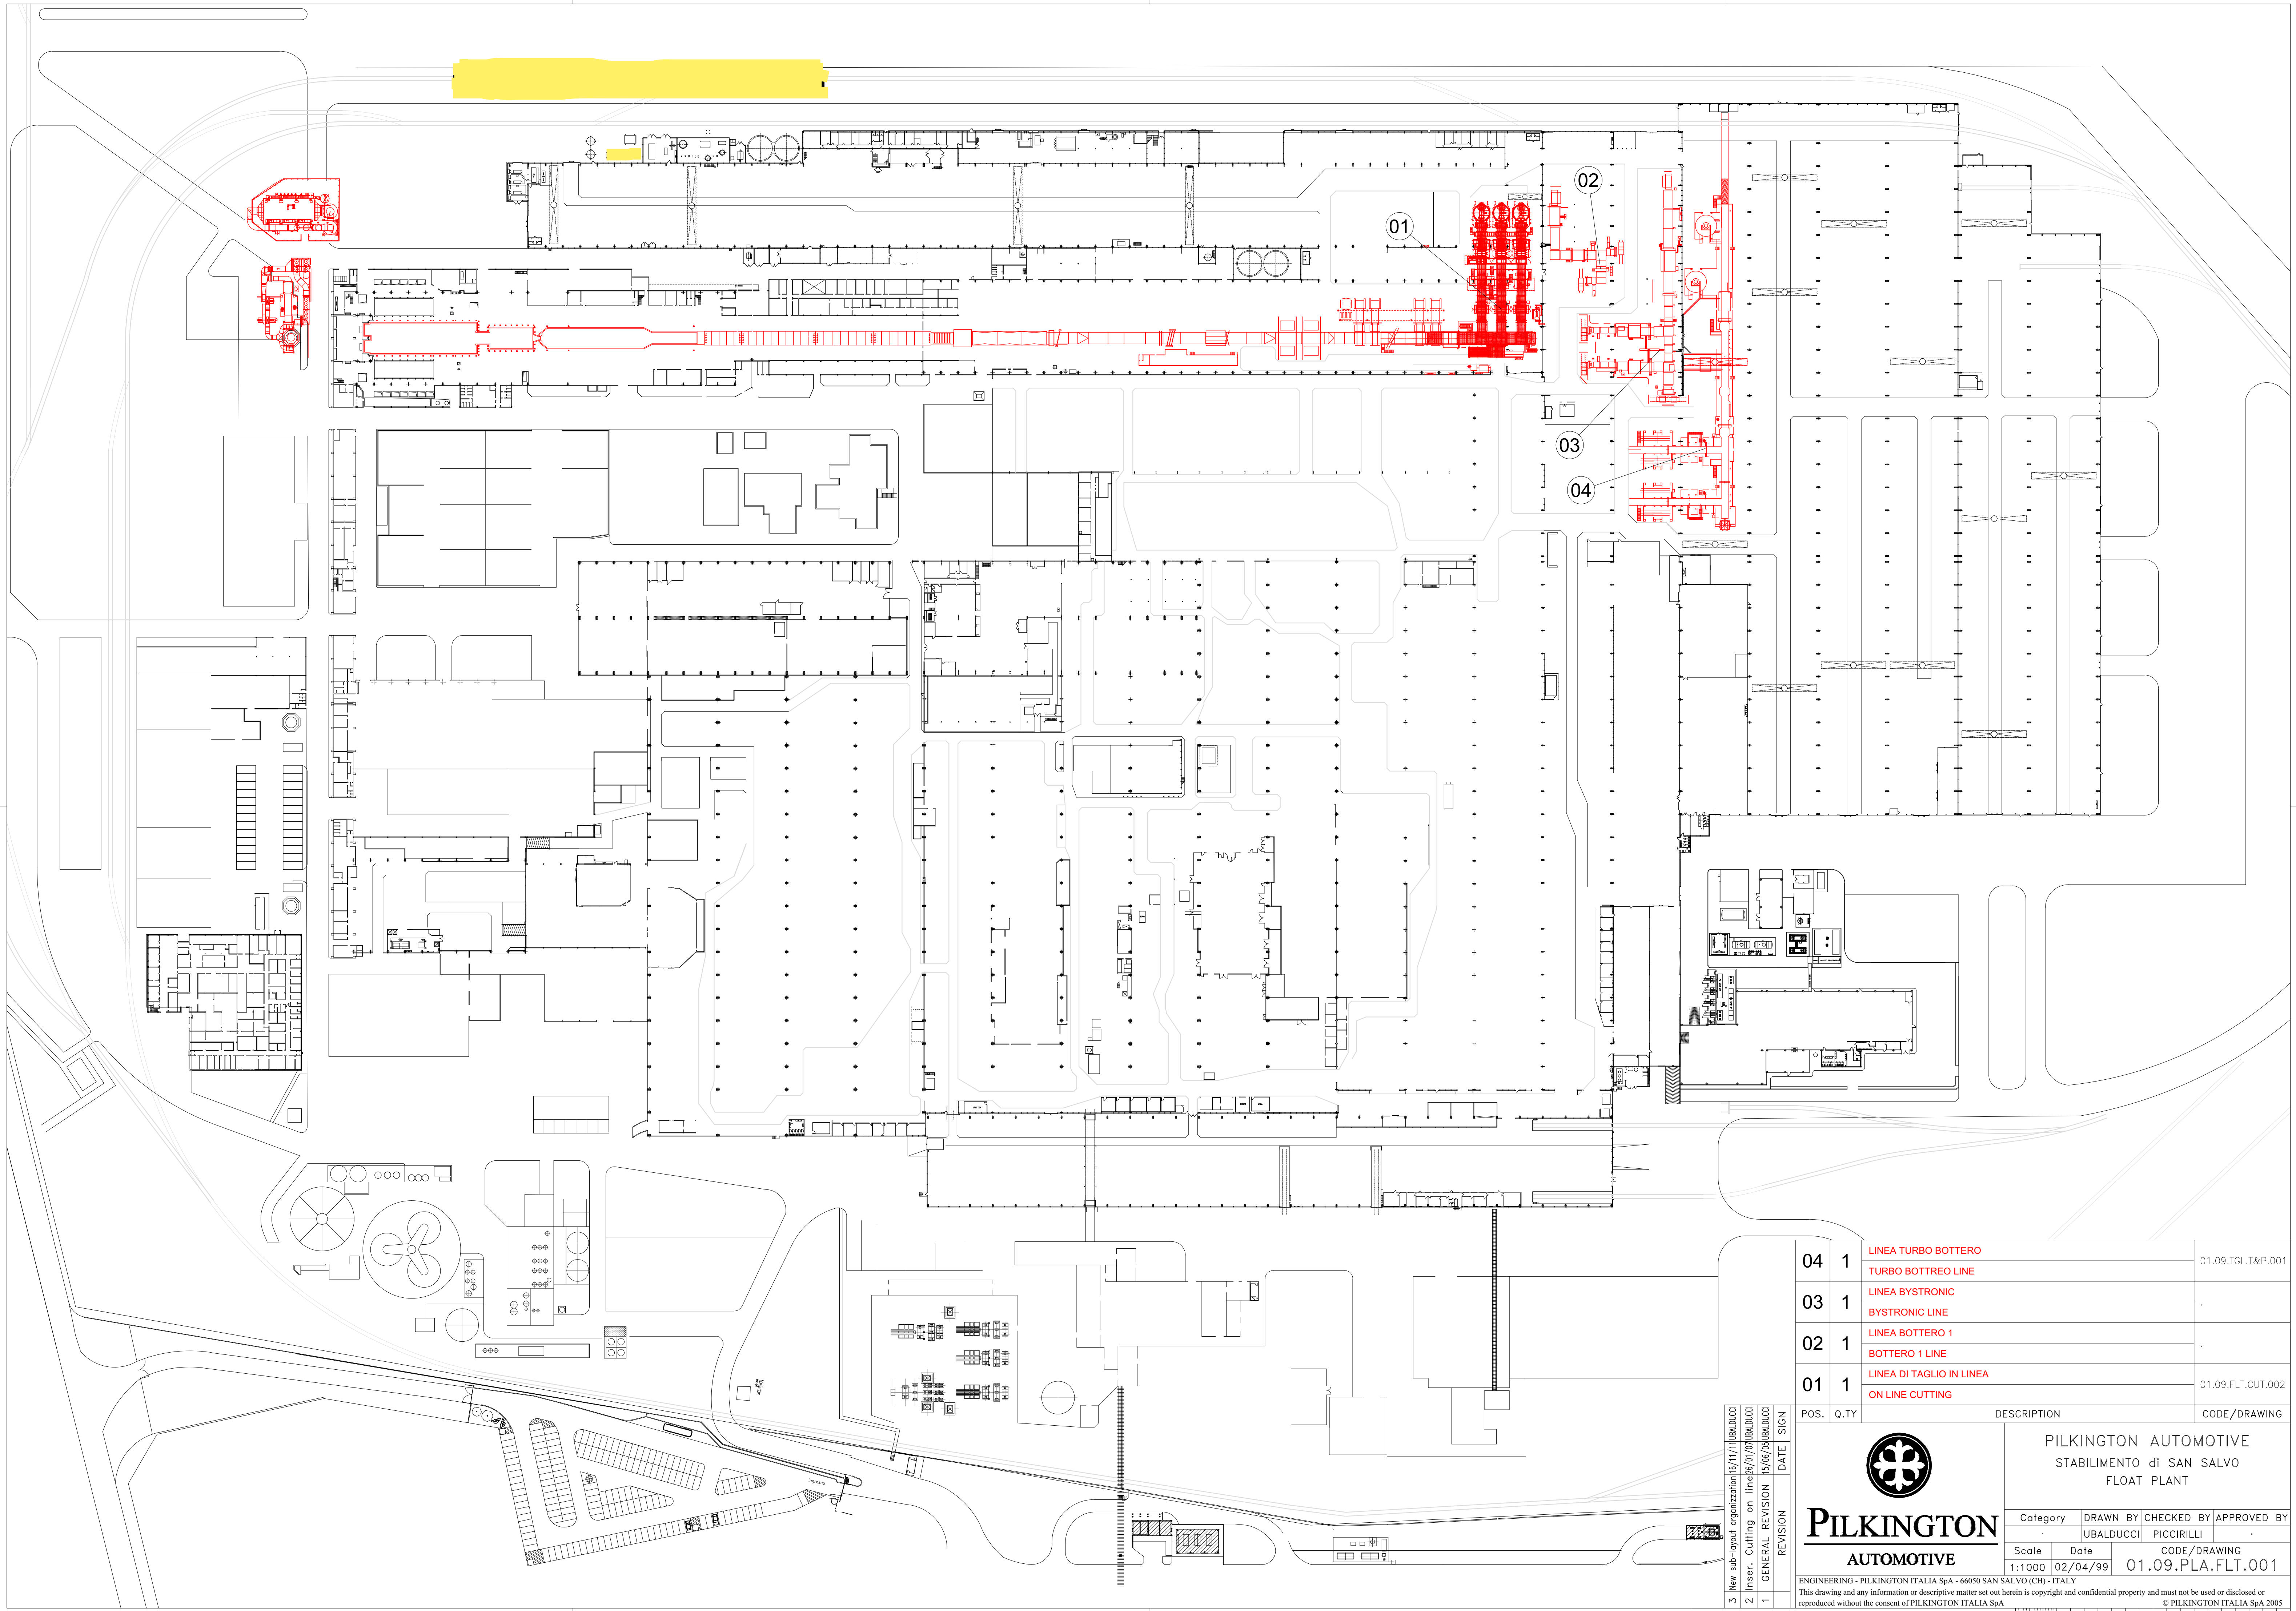 01
02
03
04
ingresso
04 1 LINEA TURBO BOTTERO 01.09.TGL.T&P.001
TURBO BOTTREO LINE
03 1 LINEA BYSTRONIC .
BYSTRONIC LINE
02 1 LINEA BOTTERO 1 .
BOTTERO 1 LINE
01 1 LINEA DI TAGLIO IN LINEA 01.09.FLT.CUT.002
ON LINE CUTTING
POS. Q.TY DESCRIPTION CODE/DRAWING
3 New sub-layout organizzation 16/11/11 UBALDUCCI
2 Inser. Cutting on line 26/01/07 UBALDUCCI
1 GENERAL REVISION 15/06/05 UBALDUCCI
REVISION DATE SIGN
PILKINGTON
AUTOMOTIVE
PILKINGTON AUTOMOTIVE
STABILIMENTO di SAN SALVO
FLOAT PLANT
Category DRAWN BY CHECKED BY APPROVED BY
. UBALDUCCI PICCIRILLI .
Scale Date CODE/DRAWING
1:1000 02/04/99 01.09.PLA.FLT.001
ENGINEERING - PILKINGTON ITALIA SpA - 66050 SAN SALVO (CH) - ITALY
This drawing and any information or descriptive matter set out herein is copyright and confidential property and must not be used or disclosed or
reproduced without the consent of PILKINGTON ITALIA SpA © PILKINGTON ITALIA SpA 2005